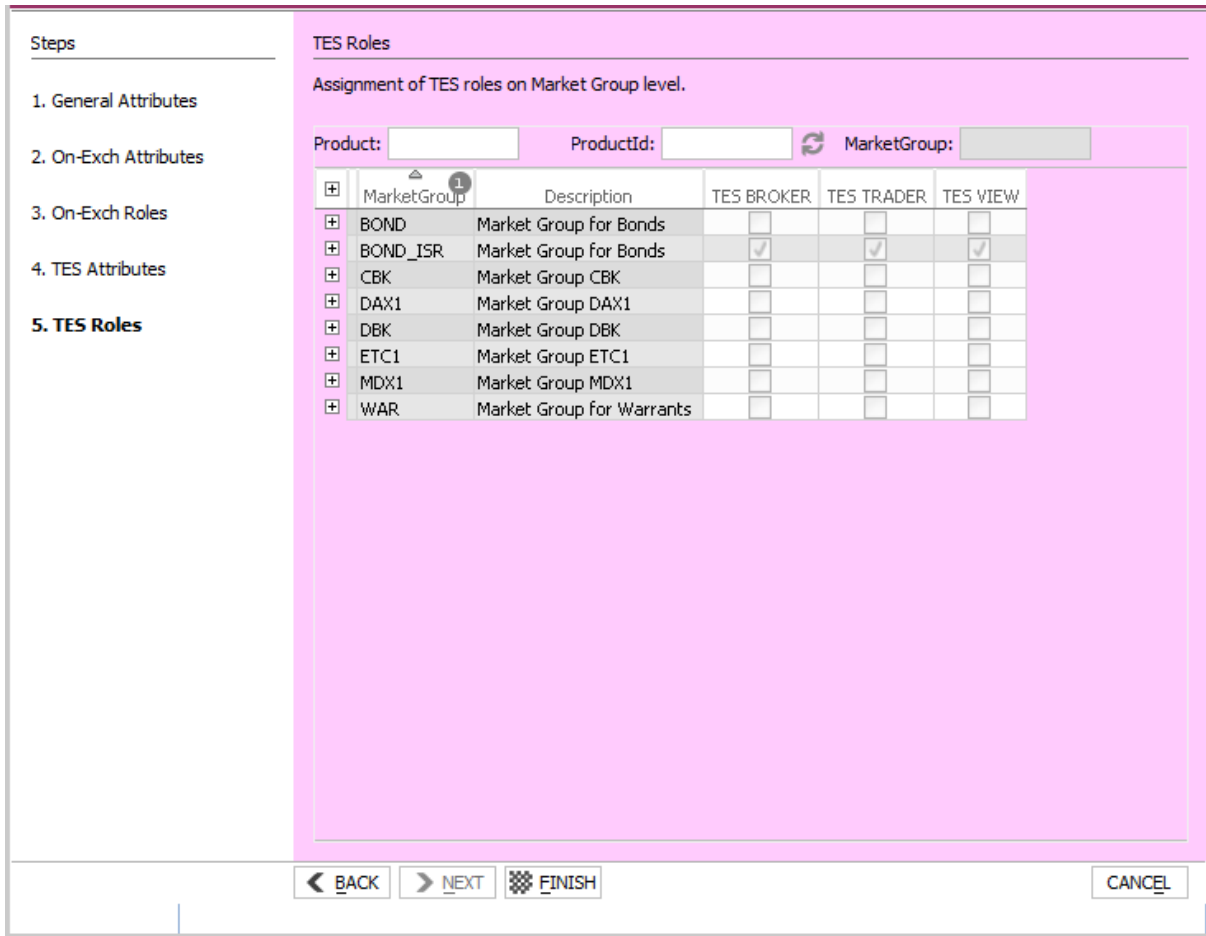 Steps
1. General Attributes
2. On-Exch Attributes
3. On-Exch Roles
4. TES Attributes
5. TES Roles
TES Roles
Assignment of TES roles on Market Group level.
Product: ProductId: MarketGroup:
MarketGroup 1 Description TES BROKER TES TRADER TES VIEW
BOND Market Group for Bonds
BOND_ISR Market Group for Bonds
CBK Market Group CBK
DAX1 Market Group DAX1
DBK Market Group DBK
ETC1 Market Group ETC1
MDX1 Market Group MDX1
WAR Market Group for Warrants
BACK NEXT FINISH CANCEL